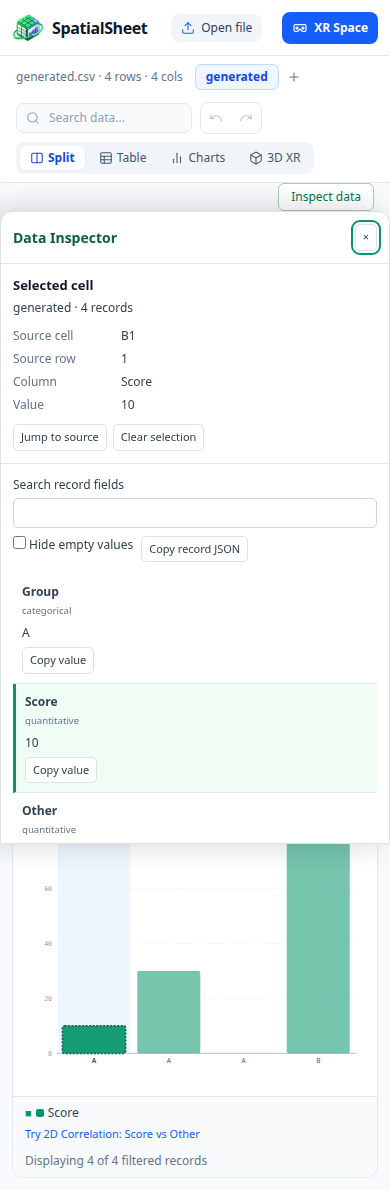 SpatialSheet
Open file
XR Space
generated.csv · 4 rows · 4 cols
generated
+
Search data...
Split
Table
Charts
3D XR
Inspect data
Data Inspector
×
Selected cell
generated · 4 records
Source cell B1
Source row 1
Column Score
Value 10
Jump to source
Clear selection
Search record fields
Hide empty values
Copy record JSON
Group
categorical
A
Copy value
Score
quantitative
10
Copy value
Other
quantitative
60
40
20
0
A A A B
Score
Try 2D Correlation: Score vs Other
Displaying 4 of 4 filtered records